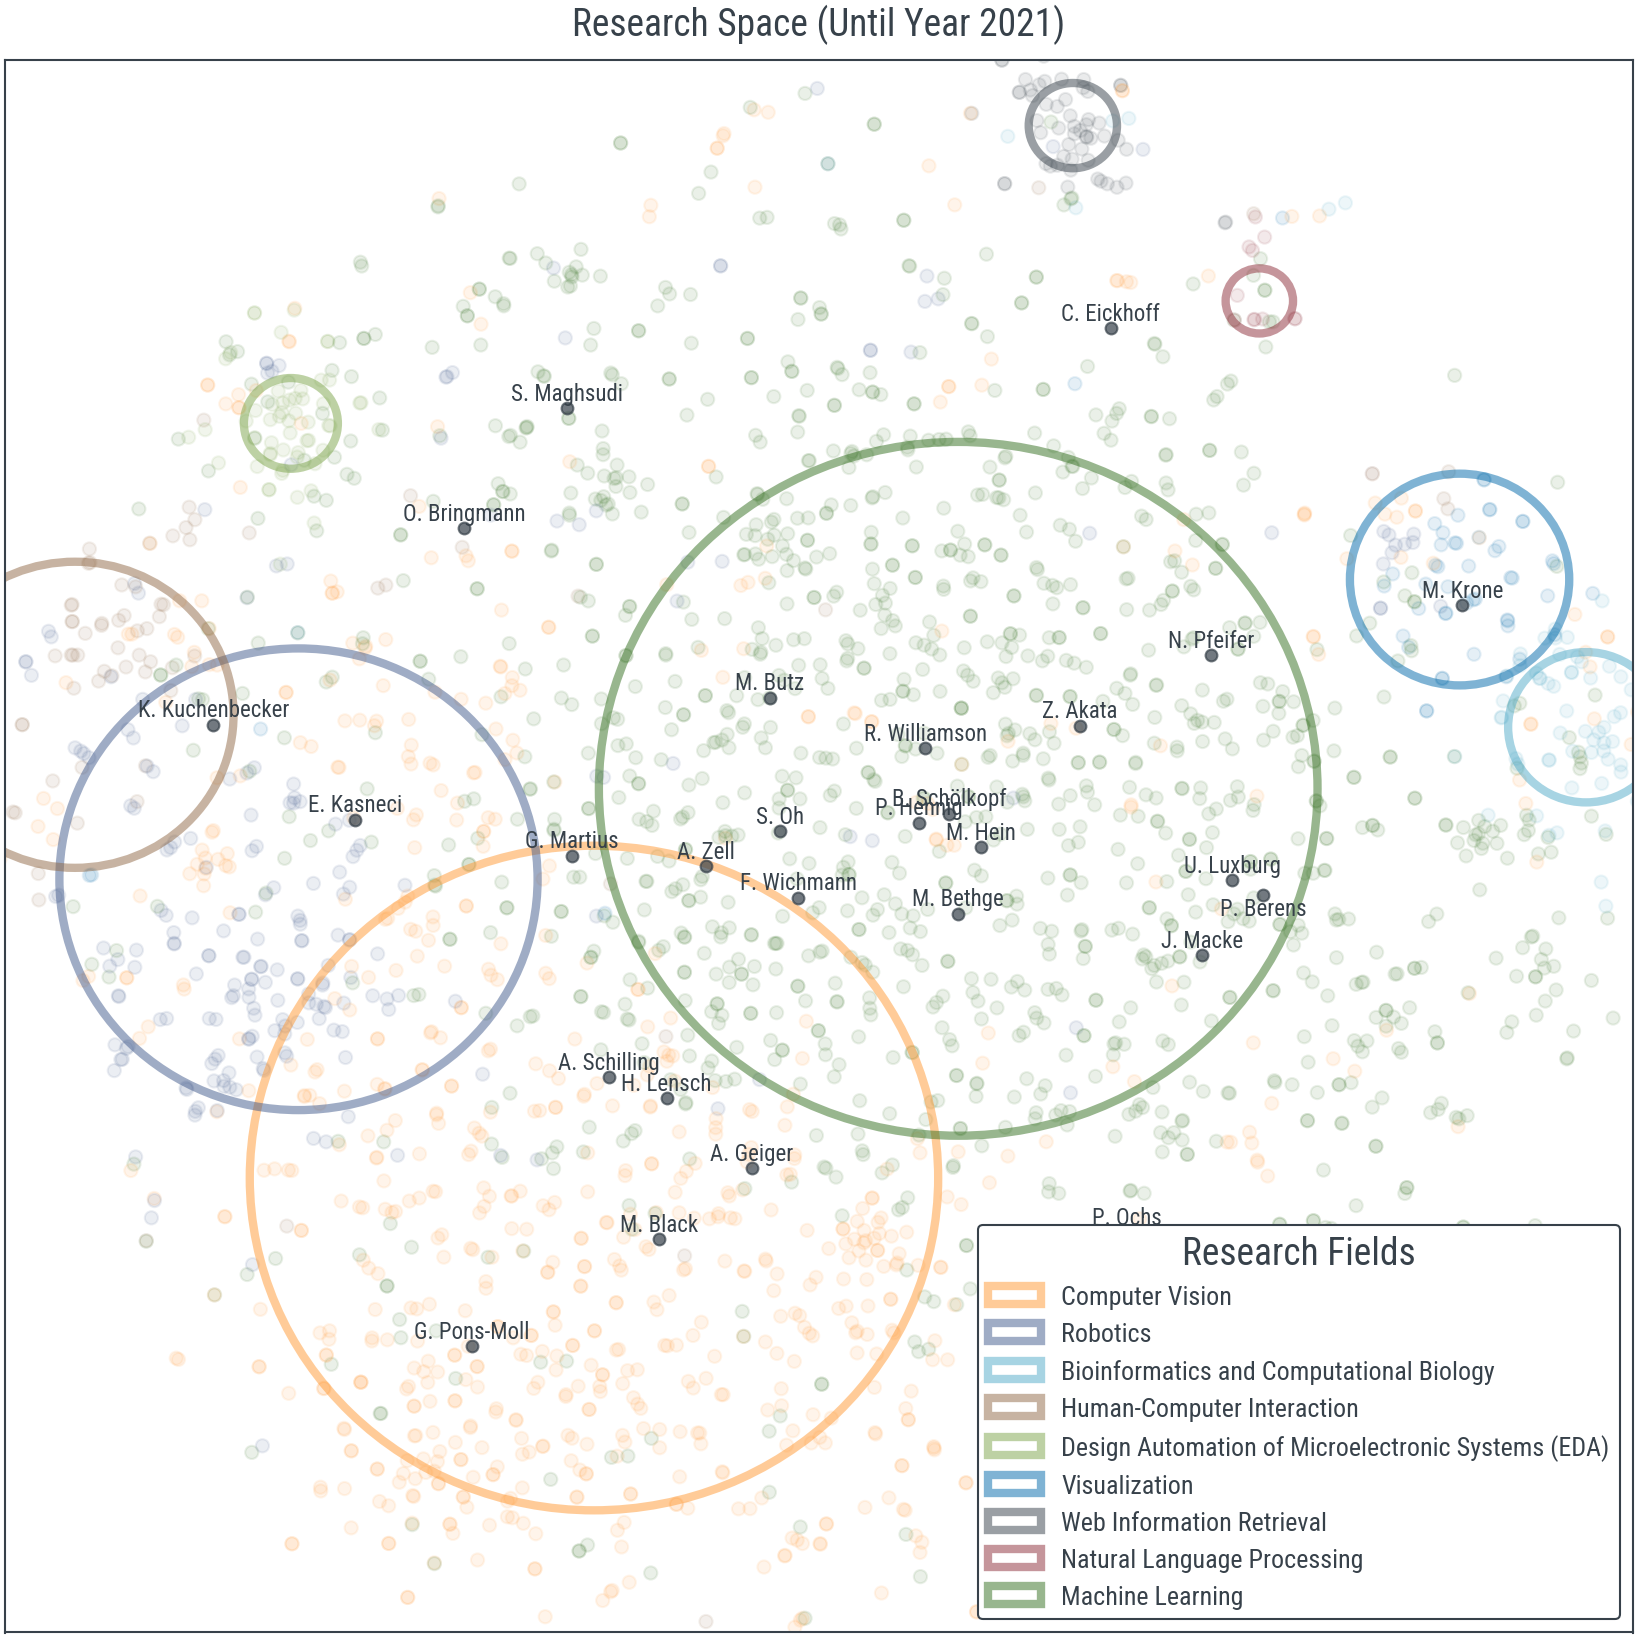 Research Space (Until Year 2021)
C. Eickhoff
S. Maghsudi
O. Bringmann
M. Krone
N. Pfeifer
M. Butz
K. Kuchenbecker
Z. Akata
R. Williamson
E. Kasneci
B. Schölkopf
P. Hennig
S. Oh
M. Hein
G. Martius
A. Zell
U. Luxburg
F. Wichmann
M. Bethge
P. Berens
J. Macke
A. Schilling
H. Lensch
A. Geiger
P. Ochs
M. Black
G. Pons-Moll
Research Fields
Computer Vision
Robotics
Bioinformatics and Computational Biology
Human-Computer Interaction
Design Automation of Microelectronic Systems (EDA)
Visualization
Web Information Retrieval
Natural Language Processing
Machine Learning